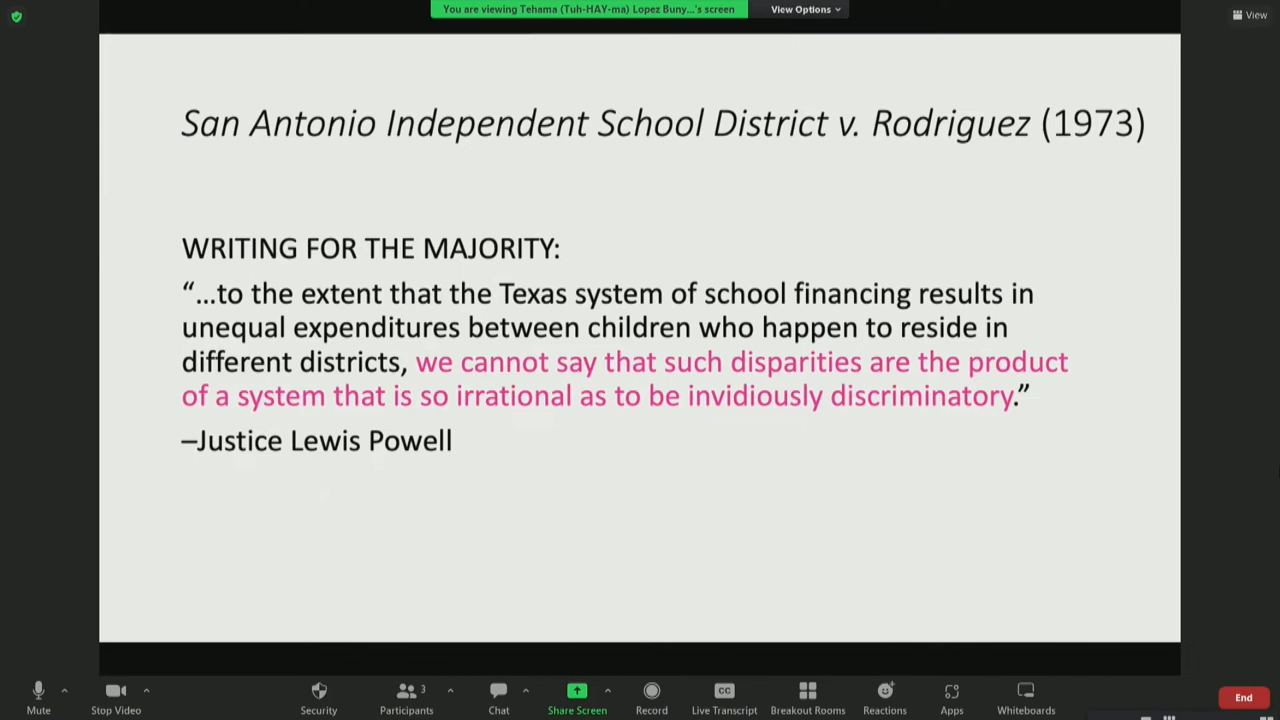 You are viewing Tehama (Tuh-HAY-ma) Lopez Buny...'s screen
View Options
View
San Antonio Independent School District v. Rodriguez (1973)
WRITING FOR THE MAJORITY:
“...to the extent that the Texas system of school financing results in
unequal expenditures between children who happen to reside in
different districts, we cannot say that such disparities are the product
of a system that is so irrational as to be invidiously discriminatory.”
–Justice Lewis Powell
Mute
Stop Video
Security
Participants
3
Chat
Share Screen
Record
CC
Live Transcript
Breakout Rooms
Reactions
Apps
Whiteboards
End